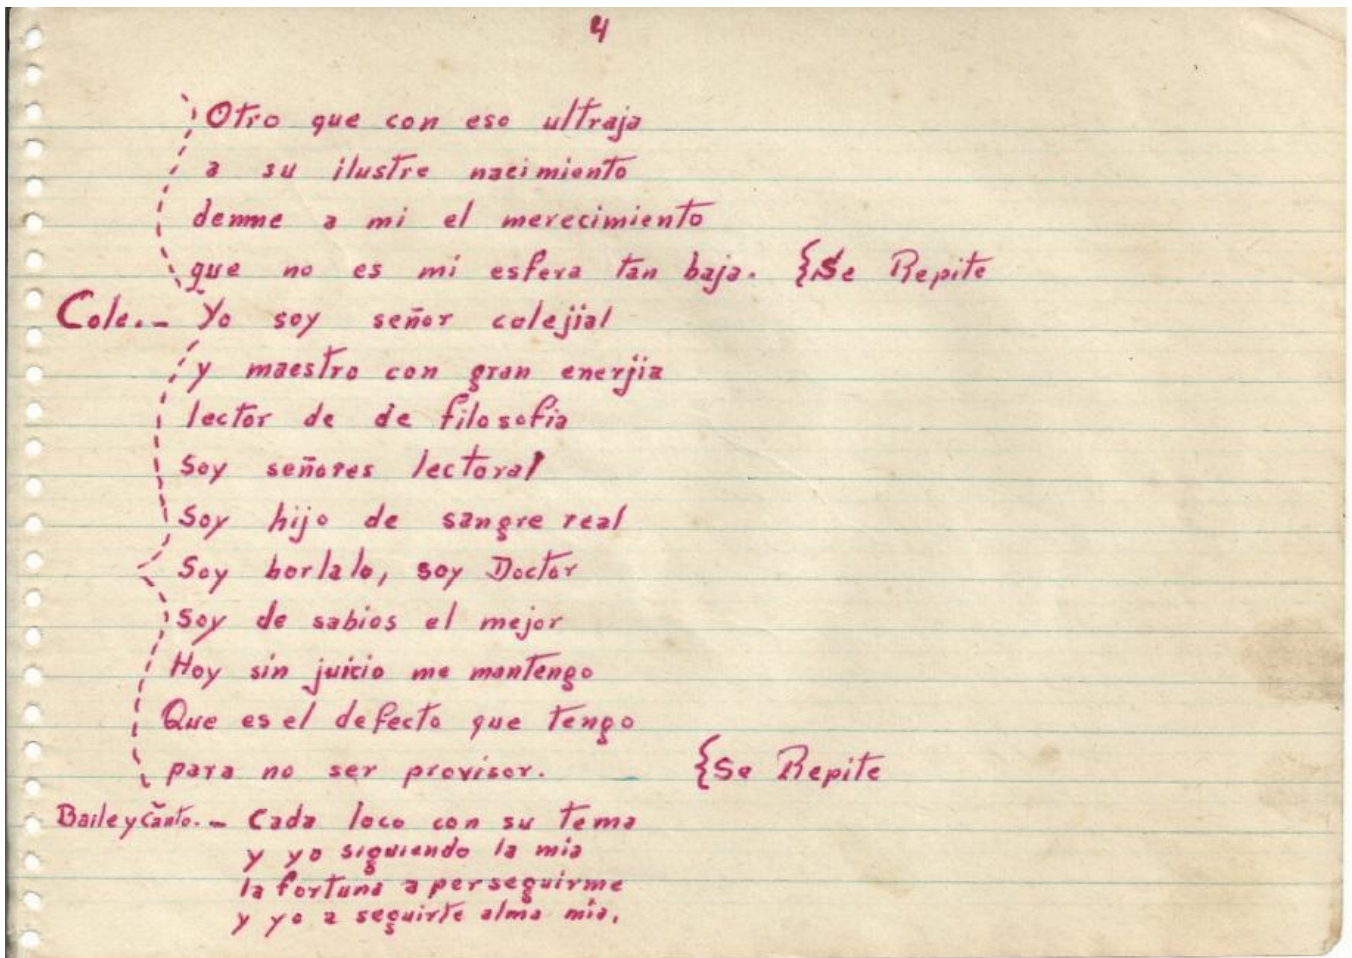 4
Otro que con eso ultraja
a su ilustre nacimiento
denme a mi el merecimiento
que no es mi esfera tan baja. {Se Repite
Cole.- Yo soy señor colejial
y maestro con gran enerjia
lector de de filosofia
Soy señores lectoral
Soy hijo de sangre real
Soy borlalo, soy Doctor
Soy de sabios el mejor
Hoy sin juicio me mantengo
Que es el defecto que tengo
para no ser provisor. {Se Repite
Baile y Canto.- Cada loco con su tema
y yo siguiendo la mia
la fortuna a perseguirme
y yo a seguirte alma mia.